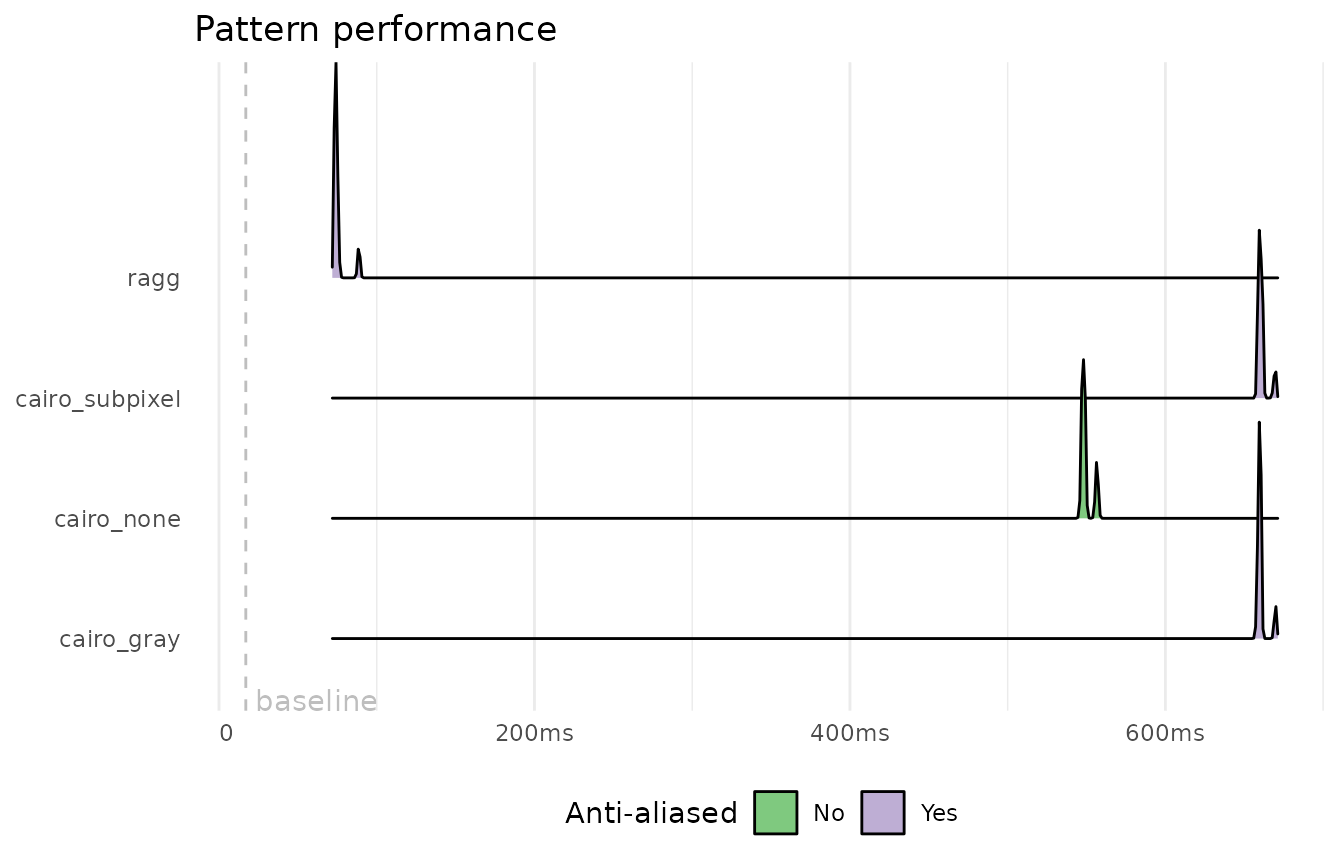 Pattern performance
ragg
cairo_subpixel
cairo_none
cairo_gray
baseline
0 200ms 400ms 600ms
Anti-aliased No Yes